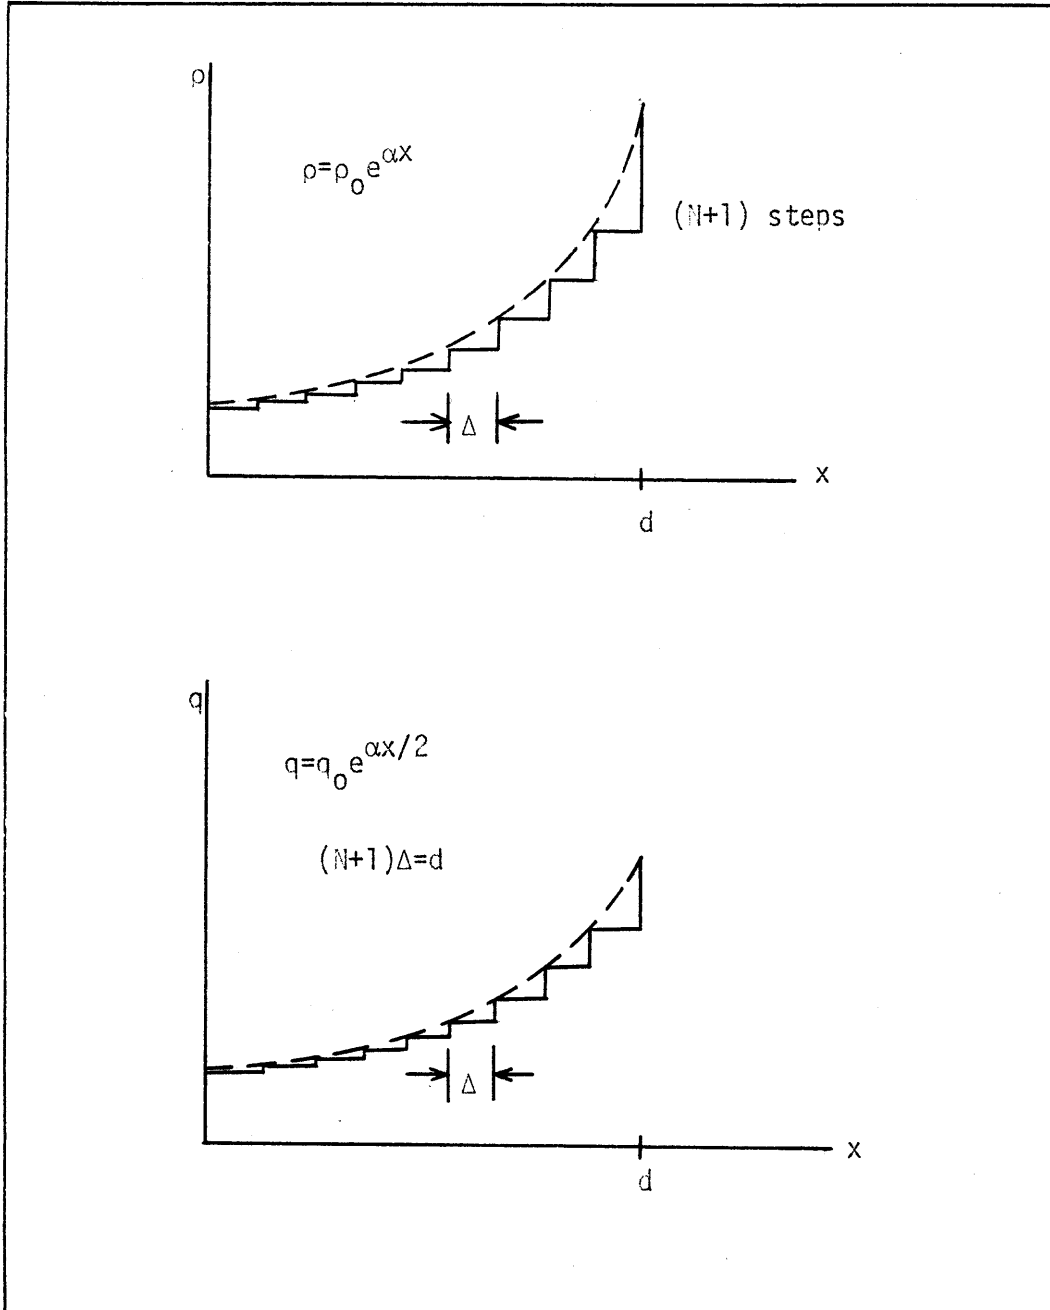 ρ
ρ=ρ₀e^αx
(N+1) steps
Δ
x
d
q
q=q₀e^αx/2
(N+1)Δ=d
Δ
x
d